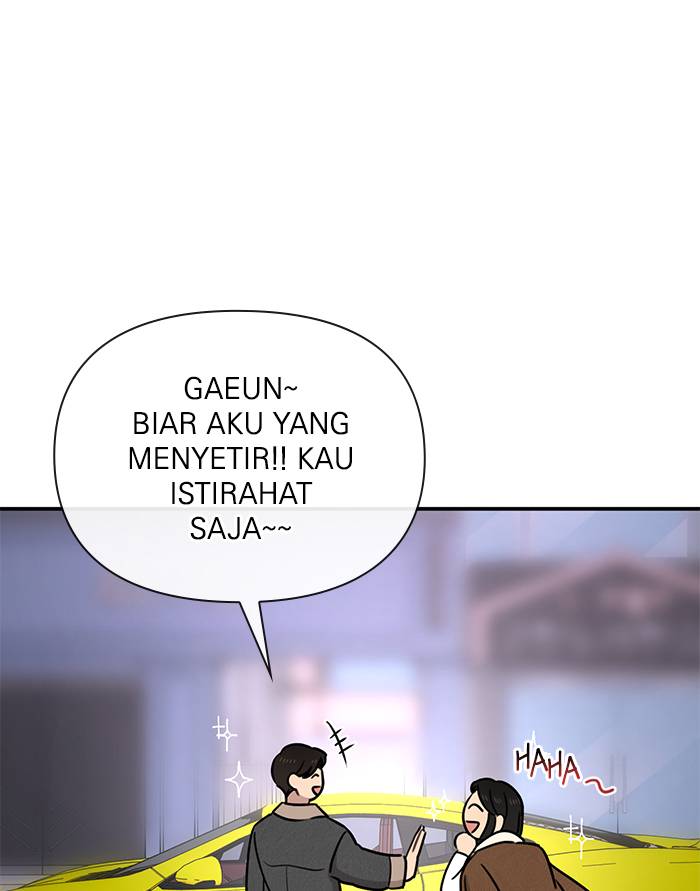 GAEUN~
BIAR AKU YANG
MENYETIR!! KAU
ISTIRAHAT
SAJA~~
HAHA~